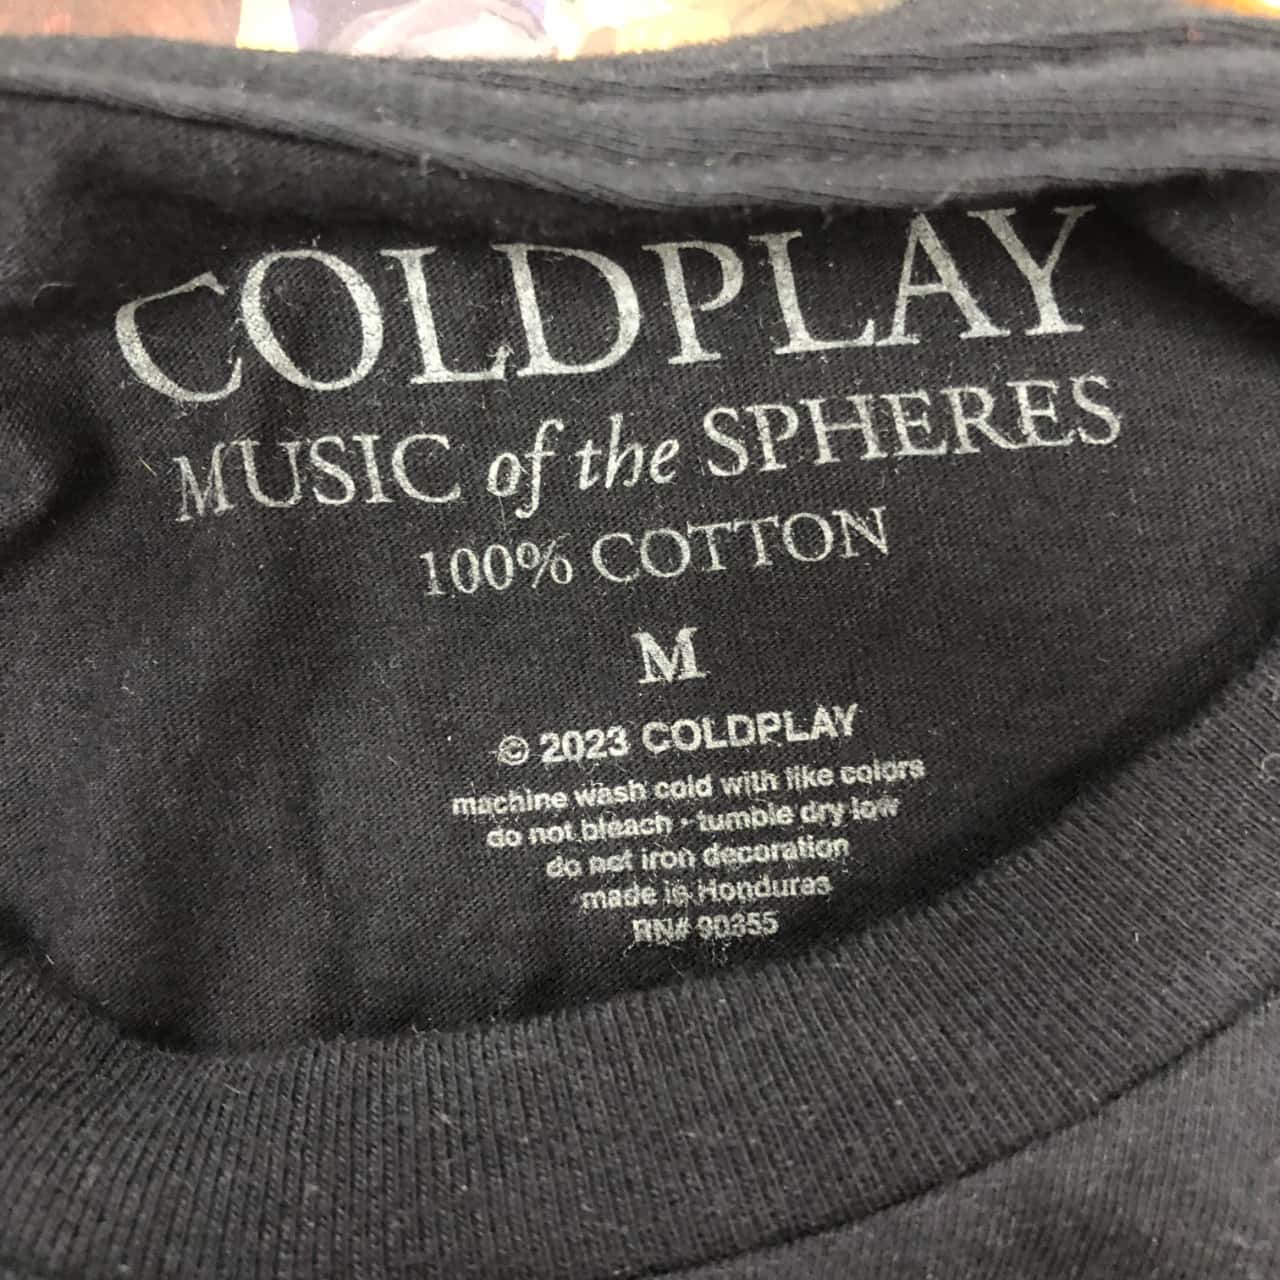 COLDPLAY
MUSIC of the SPHERES
100% COTTON
M
© 2023 COLDPLAY
machine wash cold with like colors
do not bleach • tumble dry low
do not iron decoration
made in Honduras
RN# 90355